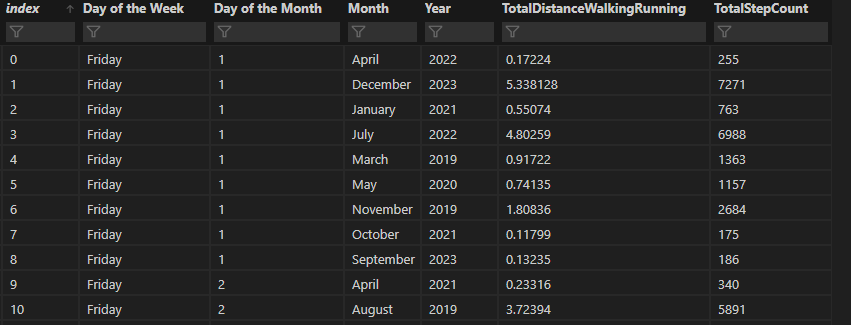 index Day of the Week Day of the Month Month Year TotalDistanceWalkingRunning TotalStepCount
0 Friday 1 April 2022 0.17224 255
1 Friday 1 December 2023 5.338128 7271
2 Friday 1 January 2021 0.55074 763
3 Friday 1 July 2022 4.80259 6988
4 Friday 1 March 2019 0.91722 1363
5 Friday 1 May 2020 0.74135 1157
6 Friday 1 November 2019 1.80836 2684
7 Friday 1 October 2021 0.11799 175
8 Friday 1 September 2023 0.13235 186
9 Friday 2 April 2021 0.23316 340
10 Friday 2 August 2019 3.72394 5891